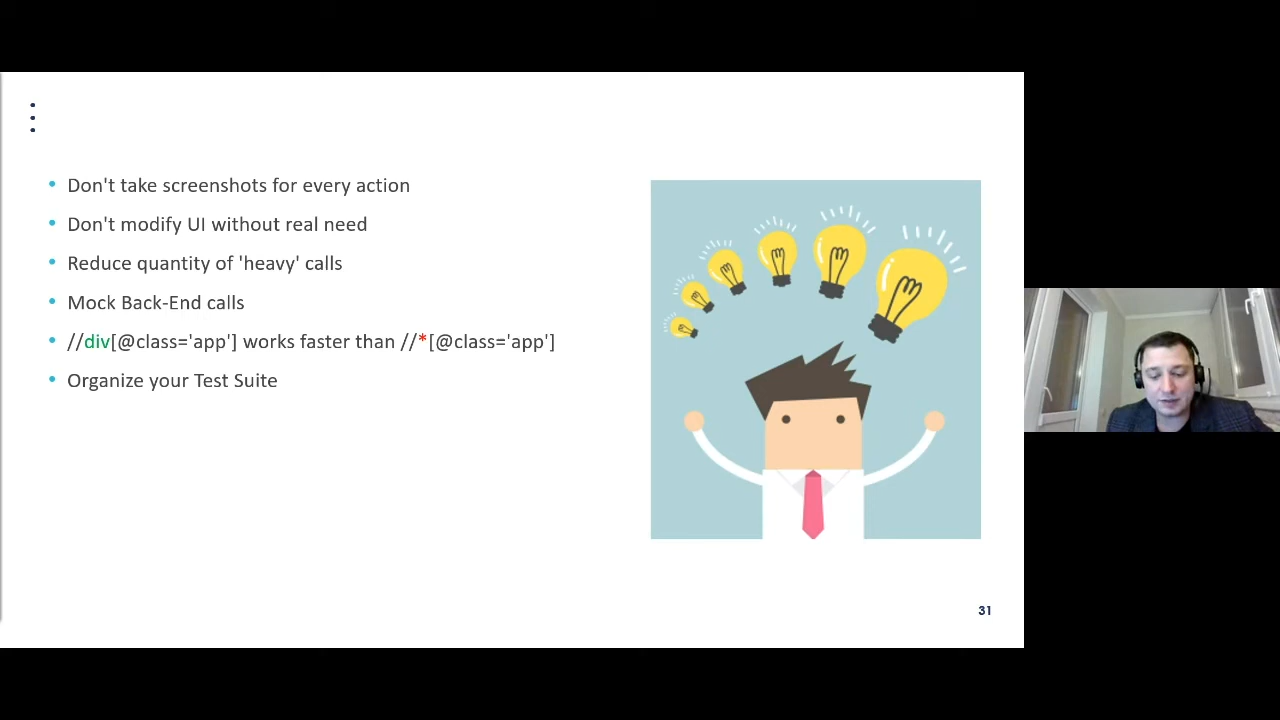 Don't take screenshots for every action
Don't modify UI without real need
Reduce quantity of 'heavy' calls
Mock Back-End calls
//div[@class='app'] works faster than //*[@class='app']
Organize your Test Suite
31